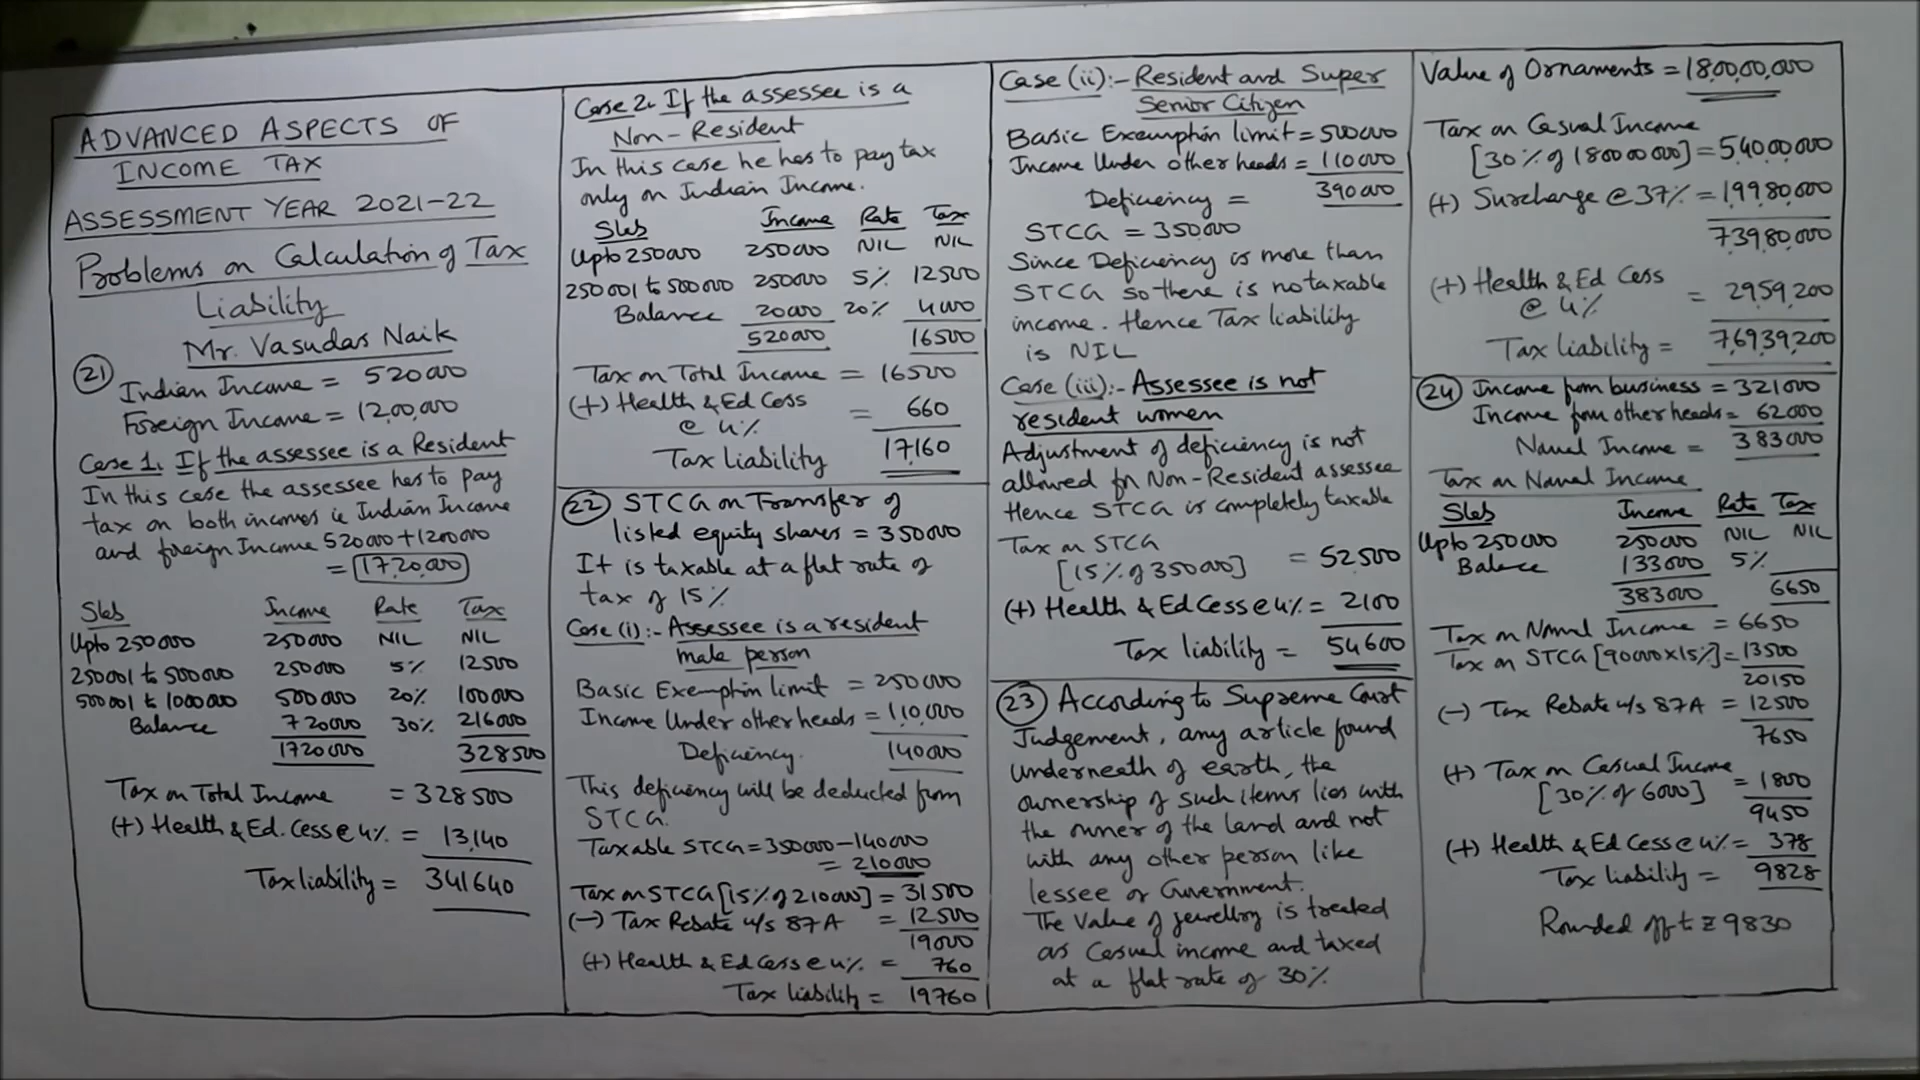 ADVANCED ASPECTS OF
INCOME TAX
ASSESSMENT YEAR 2021-22
Problems on Calculation of Tax
Liability
Mr. Vasudas Naik
21 Indian Income = 520000
Foreign Income = 1200,000
Case 1. If the assessee is a Resident
In this case the assessee has to pay
tax on both incomes ie Indian Income
and foreign Income 520000+1200000
= 17,20,000
Slab Income Rate Tax
Upto 250000 250000 NIL NIL
250001 to 500000 250000 5% 12500
500001 to 1000000 500000 20% 100000
Balance 720000 30% 216000
1720000 328500
Tax on Total Income = 328500
(+) Health & Ed. Cess @ 4% = 13,140
Tax liability = 341640
Case 2. If the assessee is a
Non-Resident
In this case he has to pay tax
only on Indian Income.
Slab Income Rate Tax
Upto 250000 250000 NIL NIL
250001 to 500000 250000 5% 12500
Balance 20000 20% 4000
520000 16500
Tax on Total Income = 16500
(+) Health & Ed Cess
@ 4% = 660
Tax Liability 17,160
22 STCG on Transfer of
listed equity shares = 350000
It is taxable at a flat rate of
tax of 15%
Case (i):- Assessee is a resident
male person
Basic Exemption limit = 250000
Income Under other heads = 1,10,000
Deficiency. 140000
This deficiency will be deducted from
STCG.
Taxable STCG = 350000-140000
= 210000
Tax on STCG [15% of 210000] = 31500
(-) Tax Rebate u/s 87A = 12500
19000
(+) Health & Ed Cess @ 4% = 760
Tax liability = 19760
Case (ii):- Resident and Super
Senior Citizen
Basic Exemption limit = 500000
Income Under other heads = 110000
Deficiency = 390000
STCG = 350000
Since Deficiency is more than
STCG so there is no taxable
income. Hence Tax liability
is NIL
Case (iii):- Assessee is not
resident women
Adjustment of deficiency is not
allowed for Non-Resident assessee
Hence STCG is completely taxable
Tax on STCG
[15% of 350000] = 52,500
(+) Health & Ed Cess @ 4% = 2100
Tax liability = 54600
23 According to Supreme Court
Judgement, any article found
underneath of earth, the
ownership of such items lies with
the owner of the land and not
with any other person like
lessee or Government.
The Value of jewellery is treated
as Casual income and taxed
at a flat rate of 30%
Value of Ornaments = 18,00,00,000
Tax on Casual Income
[30% of 180000000] = 5,40,00,000
(+) Surcharge @ 37% = 1,99,80,000
7,39,80,000
(+) Health & Ed Cess
@ 4% = 29,59,200
Tax liability = 7,69,39,200
24 Income from business = 321000
Income from other heads = 62000
Normal Income = 383000
Tax on Normal Income
Slab Income Rate Tax
Upto 250000 250000 NIL NIL
Balance 133000 5%
383000 6650
Tax on Normal Income = 6650
Tax on STCG [90000x15%] = 13500
20150
(-) Tax Rebate u/s 87A = 12500
7650
(+) Tax on Casual Income
[30% of 6000] = 1800
9450
(+) Health & Ed Cess @ 4% = 378
Tax liability = 9828
Rounded off to ₹ 9830